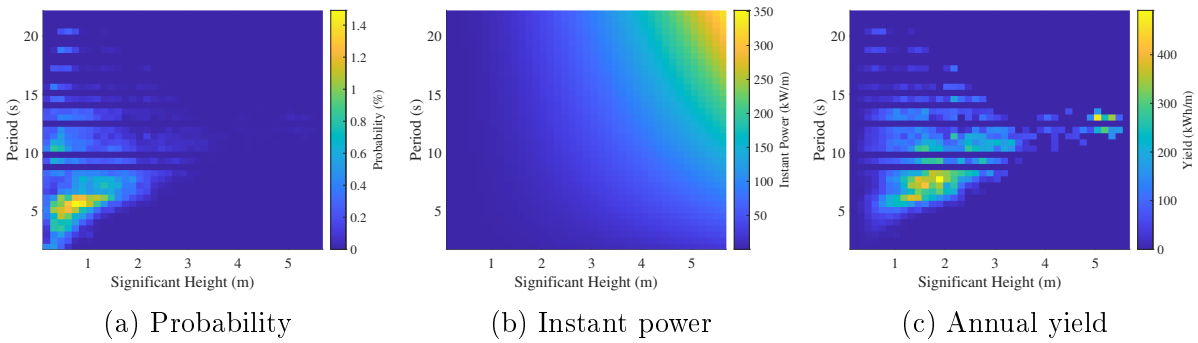 20
15
10
5
Period (s)
1 2 3 4 5
Significant Height (m)
1.4
1.2
1
0.8
0.6
0.4
0.2
0
Probability (%)
(a) Probability
20
15
10
5
Period (s)
1 2 3 4 5
Significant Height (m)
350
300
250
200
150
100
50
Instant Power (kW/m)
(b) Instant power
20
15
10
5
Period (s)
1 2 3 4 5
Significant Height (m)
400
300
200
100
0
Yield (kWh/m)
(c) Annual yield